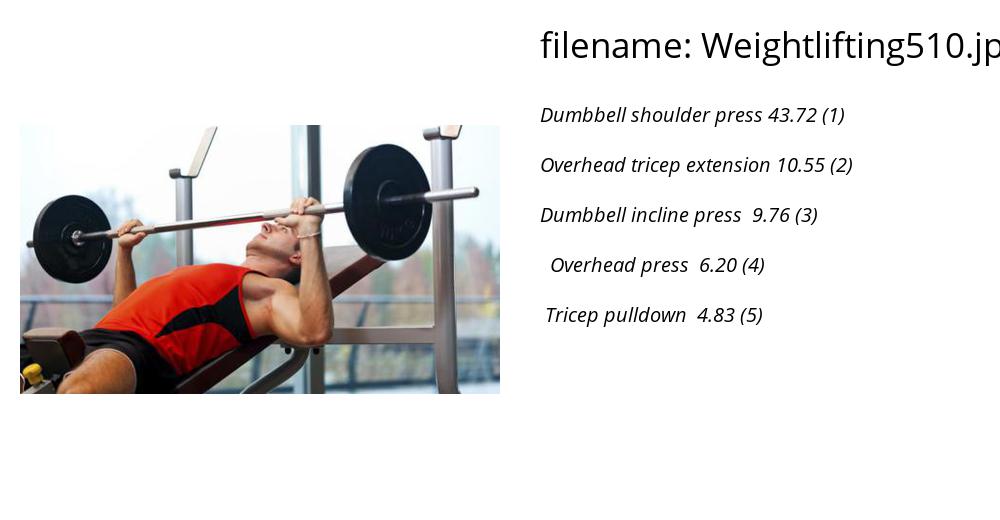 filename: Weightlifting510.jp
Dumbbell shoulder press 43.72 (1)
Overhead tricep extension 10.55 (2)
Dumbbell incline press 9.76 (3)
Overhead press 6.20 (4)
Tricep pulldown 4.83 (5)